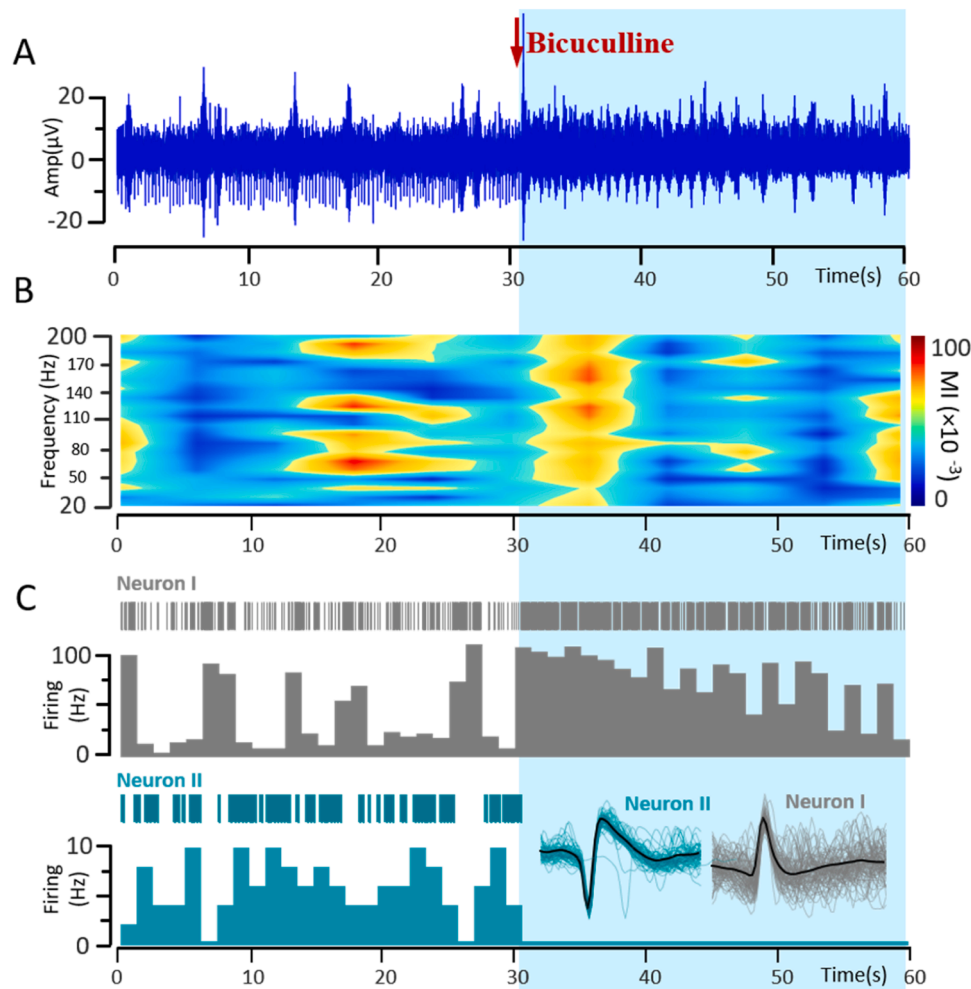 A
Bicuculline
Amp(µV)
20
0
-20
0 10 20 30 40 50 Time(s) 60
B
Frequency (Hz)
200
170
140
110
80
50
20
100
MI (×10 -3)
0
0 10 20 30 40 50 Time(s) 60
C
Neuron I
Firing
(Hz)
100
0
Neuron II
Firing
(Hz)
10
0
Neuron II
Neuron I
0 10 20 30 40 50 Time(s) 60